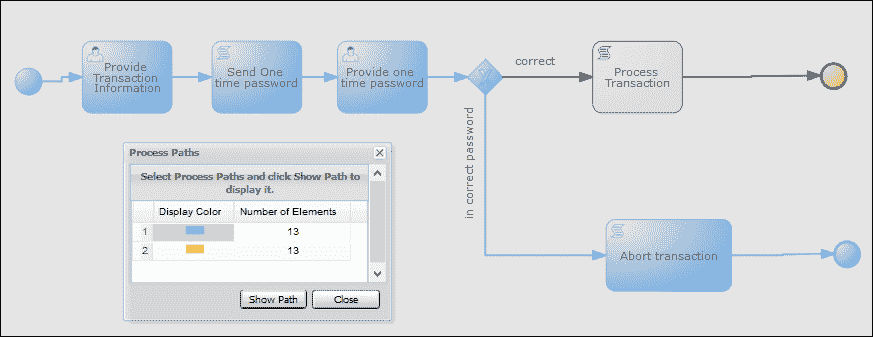 Provide
Transaction
Information
Send One
time password
Provide one
time password
correct
Process
Transaction
in correct password
Abort transaction
Process Paths
Select Process Paths and click Show Path to
display it.
Display Color Number of Elements
1 13
2 13
Show Path Close